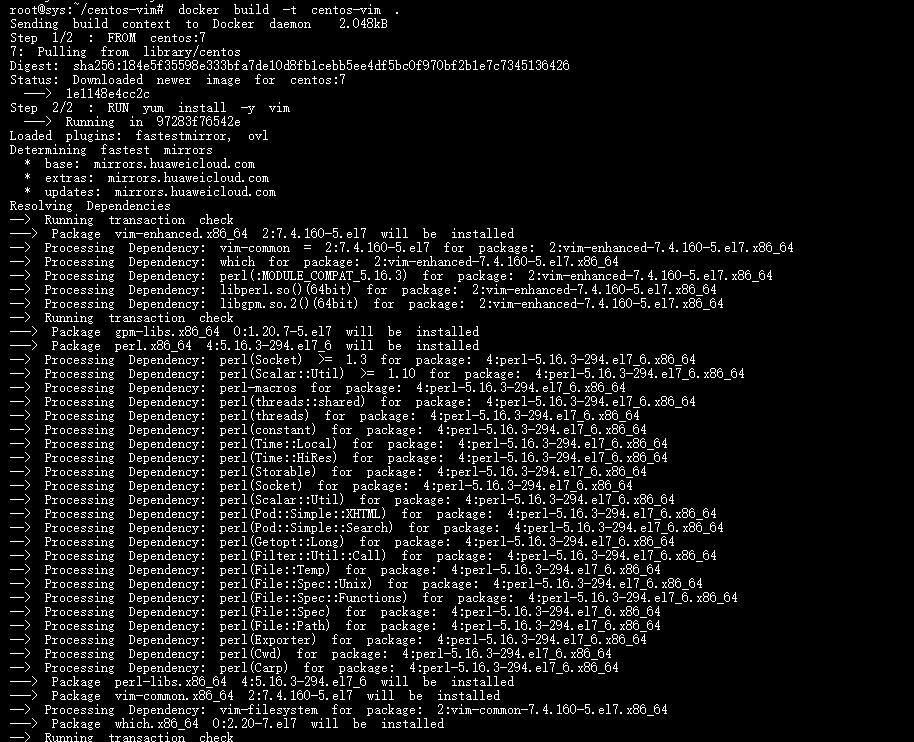 root@sys:~/centos-vim# docker build -t centos-vim .
Sending build context to Docker daemon 2.048kB
Step 1/2 : FROM centos:7
7: Pulling from library/centos
Digest: sha256:184e5f35598e333bfa7de10d8fb1cebb5ee4df5bc0f970bf2b1e7c7345136426
Status: Downloaded newer image for centos:7
---> 1e1148e4cc2c
Step 2/2 : RUN yum install -y vim
---> Running in 97283f76542e
Loaded plugins: fastestmirror, ovl
Determining fastest mirrors
* base: mirrors.huaweicloud.com
* extras: mirrors.huaweicloud.com
* updates: mirrors.huaweicloud.com
Resolving Dependencies
--> Running transaction check
---> Package vim-enhanced.x86_64 2:7.4.160-5.el7 will be installed
--> Processing Dependency: vim-common = 2:7.4.160-5.el7 for package: 2:vim-enhanced-7.4.160-5.el7.x86_64
--> Processing Dependency: which for package: 2:vim-enhanced-7.4.160-5.el7.x86_64
--> Processing Dependency: perl(:MODULE_COMPAT_5.16.3) for package: 2:vim-enhanced-7.4.160-5.el7.x86_64
--> Processing Dependency: libperl.so()(64bit) for package: 2:vim-enhanced-7.4.160-5.el7.x86_64
--> Processing Dependency: libgpm.so.2()(64bit) for package: 2:vim-enhanced-7.4.160-5.el7.x86_64
--> Running transaction check
---> Package gpm-libs.x86_64 0:1.20.7-5.el7 will be installed
---> Package perl.x86_64 4:5.16.3-294.el7_6 will be installed
--> Processing Dependency: perl(Socket) >= 1.3 for package: 4:perl-5.16.3-294.el7_6.x86_64
--> Processing Dependency: perl(Scalar::Util) >= 1.10 for package: 4:perl-5.16.3-294.el7_6.x86_64
--> Processing Dependency: perl-macros for package: 4:perl-5.16.3-294.el7_6.x86_64
--> Processing Dependency: perl(threads::shared) for package: 4:perl-5.16.3-294.el7_6.x86_64
--> Processing Dependency: perl(threads) for package: 4:perl-5.16.3-294.el7_6.x86_64
--> Processing Dependency: perl(constant) for package: 4:perl-5.16.3-294.el7_6.x86_64
--> Processing Dependency: perl(Time::Local) for package: 4:perl-5.16.3-294.el7_6.x86_64
--> Processing Dependency: perl(Time::HiRes) for package: 4:perl-5.16.3-294.el7_6.x86_64
--> Processing Dependency: perl(Storable) for package: 4:perl-5.16.3-294.el7_6.x86_64
--> Processing Dependency: perl(Socket) for package: 4:perl-5.16.3-294.el7_6.x86_64
--> Processing Dependency: perl(Scalar::Util) for package: 4:perl-5.16.3-294.el7_6.x86_64
--> Processing Dependency: perl(Pod::Simple::XHTML) for package: 4:perl-5.16.3-294.el7_6.x86_64
--> Processing Dependency: perl(Pod::Simple::Search) for package: 4:perl-5.16.3-294.el7_6.x86_64
--> Processing Dependency: perl(Getopt::Long) for package: 4:perl-5.16.3-294.el7_6.x86_64
--> Processing Dependency: perl(Filter::Util::Call) for package: 4:perl-5.16.3-294.el7_6.x86_64
--> Processing Dependency: perl(File::Temp) for package: 4:perl-5.16.3-294.el7_6.x86_64
--> Processing Dependency: perl(File::Spec::Unix) for package: 4:perl-5.16.3-294.el7_6.x86_64
--> Processing Dependency: perl(File::Spec::Functions) for package: 4:perl-5.16.3-294.el7_6.x86_64
--> Processing Dependency: perl(File::Spec) for package: 4:perl-5.16.3-294.el7_6.x86_64
--> Processing Dependency: perl(File::Path) for package: 4:perl-5.16.3-294.el7_6.x86_64
--> Processing Dependency: perl(Exporter) for package: 4:perl-5.16.3-294.el7_6.x86_64
--> Processing Dependency: perl(Cwd) for package: 4:perl-5.16.3-294.el7_6.x86_64
--> Processing Dependency: perl(Carp) for package: 4:perl-5.16.3-294.el7_6.x86_64
---> Package perl-libs.x86_64 4:5.16.3-294.el7_6 will be installed
---> Package vim-common.x86_64 2:7.4.160-5.el7 will be installed
--> Processing Dependency: vim-filesystem for package: 2:vim-common-7.4.160-5.el7.x86_64
---> Package which.x86_64 0:2.20-7.el7 will be installed
--> Running transaction check